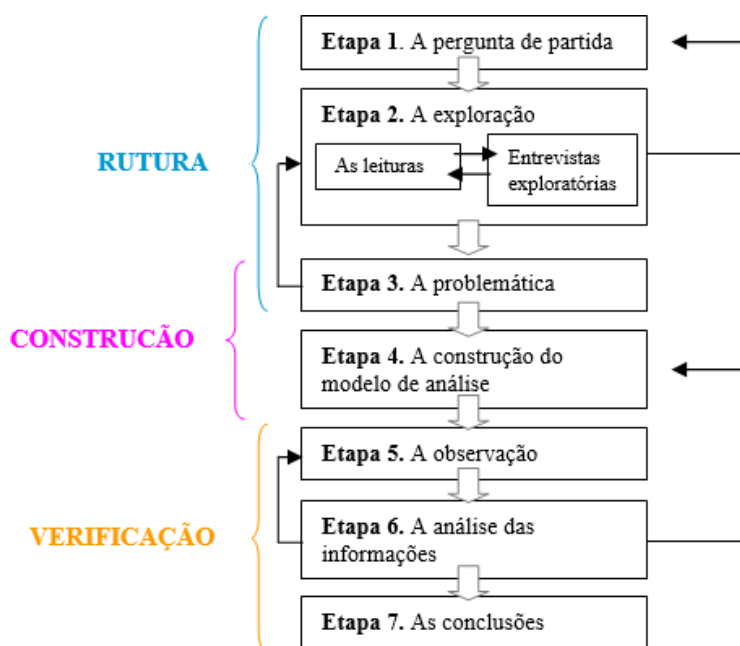 Etapa 1. A pergunta de partida
Etapa 2. A exploração
As leituras
Entrevistas
exploratórias
RUTURA
Etapa 3. A problemática
CONSTRUCÃO
Etapa 4. A construção do
modelo de análise
Etapa 5. A observação
VERIFICAÇÃO
Etapa 6. A análise das
informações
Etapa 7. As conclusões